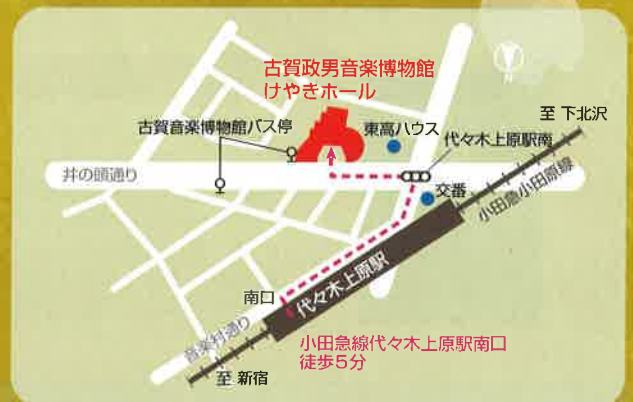 古賀政男音楽博物館
けやきホール
至 下北沢
古賀音楽博物館バス停
東高ハウス
代々木上原駅南
井の頭通り
交番
小田急小田原線
南口
代々木上原駅
音楽村通り
小田急線代々木上原駅南口
徒歩5分
至 新宿
N